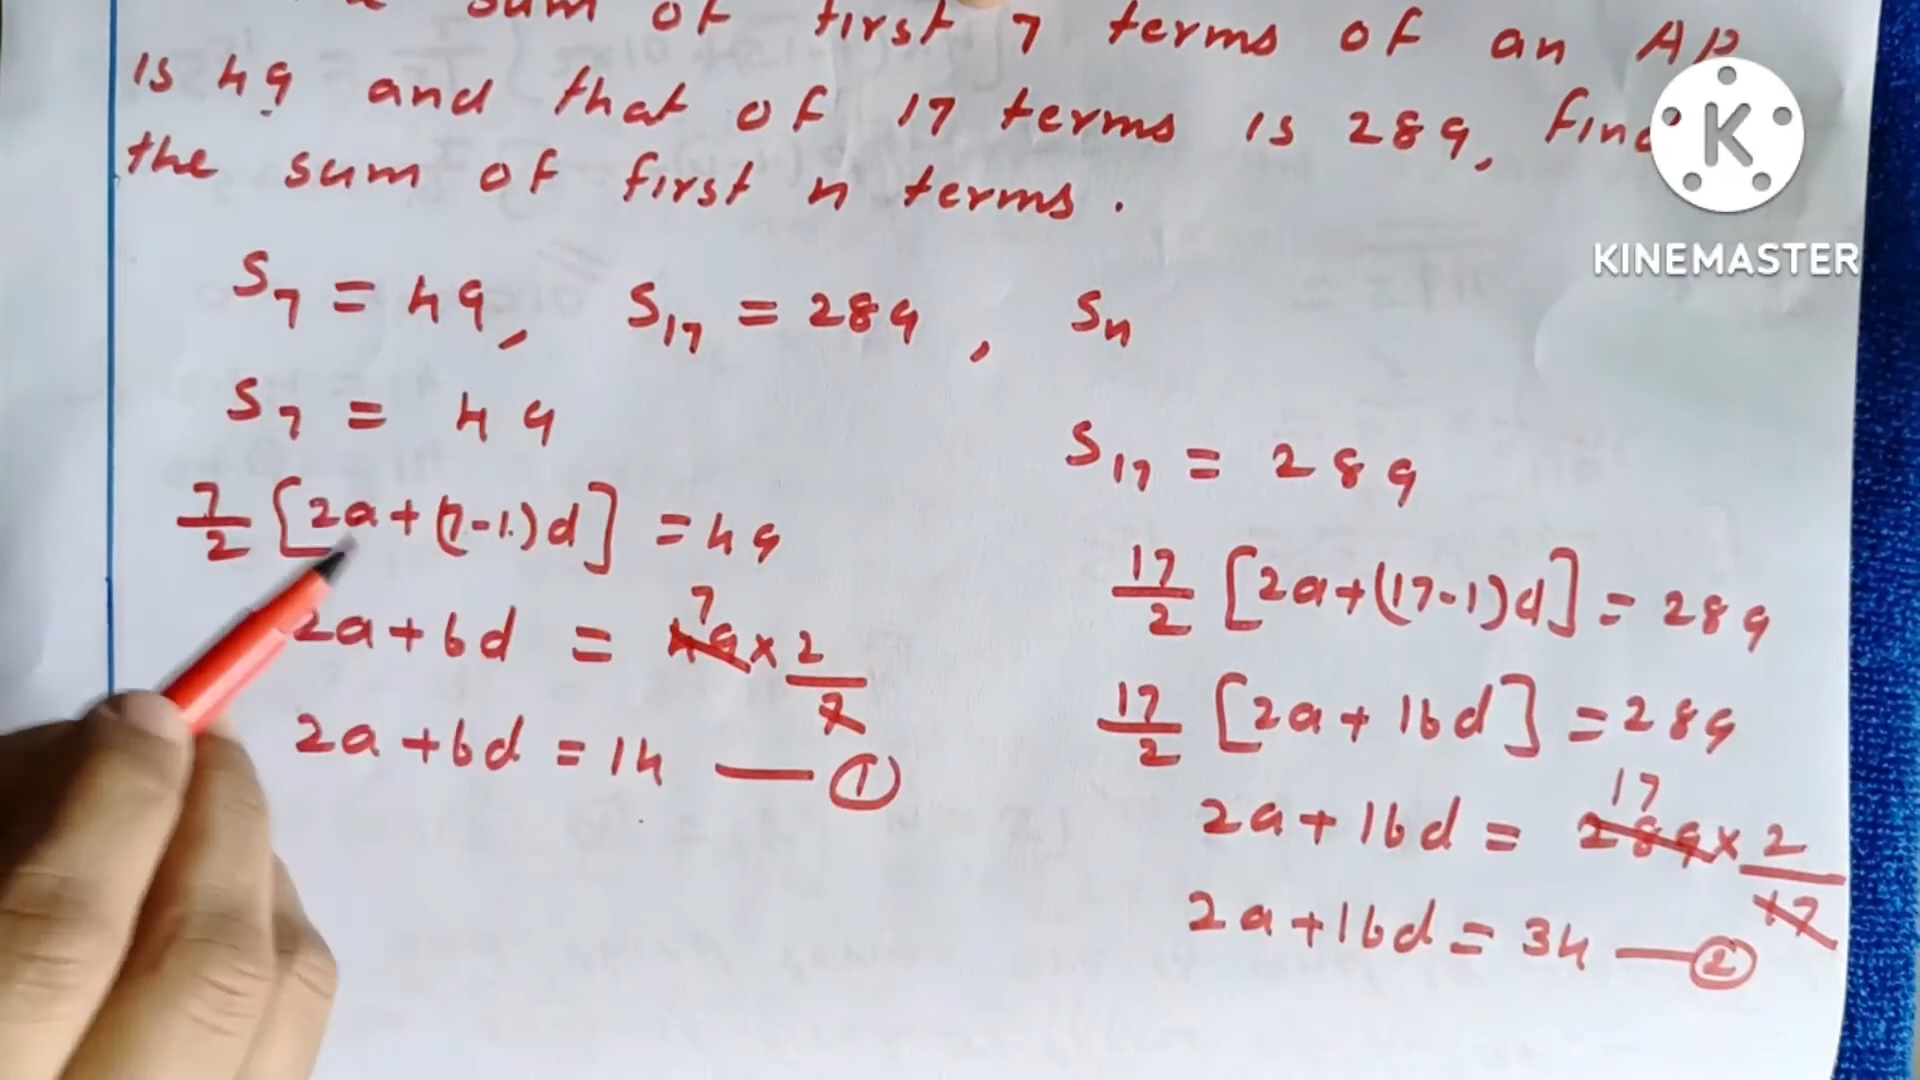 sum of first 7 terms of an AP
is 49 and that of 17 terms is 289, find
the sum of first n terms.
S₇ = 49, S₁₇ = 289, Sₙ
S₇ = 49
7/2 [2a+(7-1)d] = 49
2a+6d = 49×2/7 7
2a+6d = 14 — ①
S₁₇ = 289
17/2 [2a+(17-1)d] = 289
17/2 [2a+16d] = 289
2a+16d = 289×2/17 17
2a+16d = 34 — ②
K
KINEMASTER